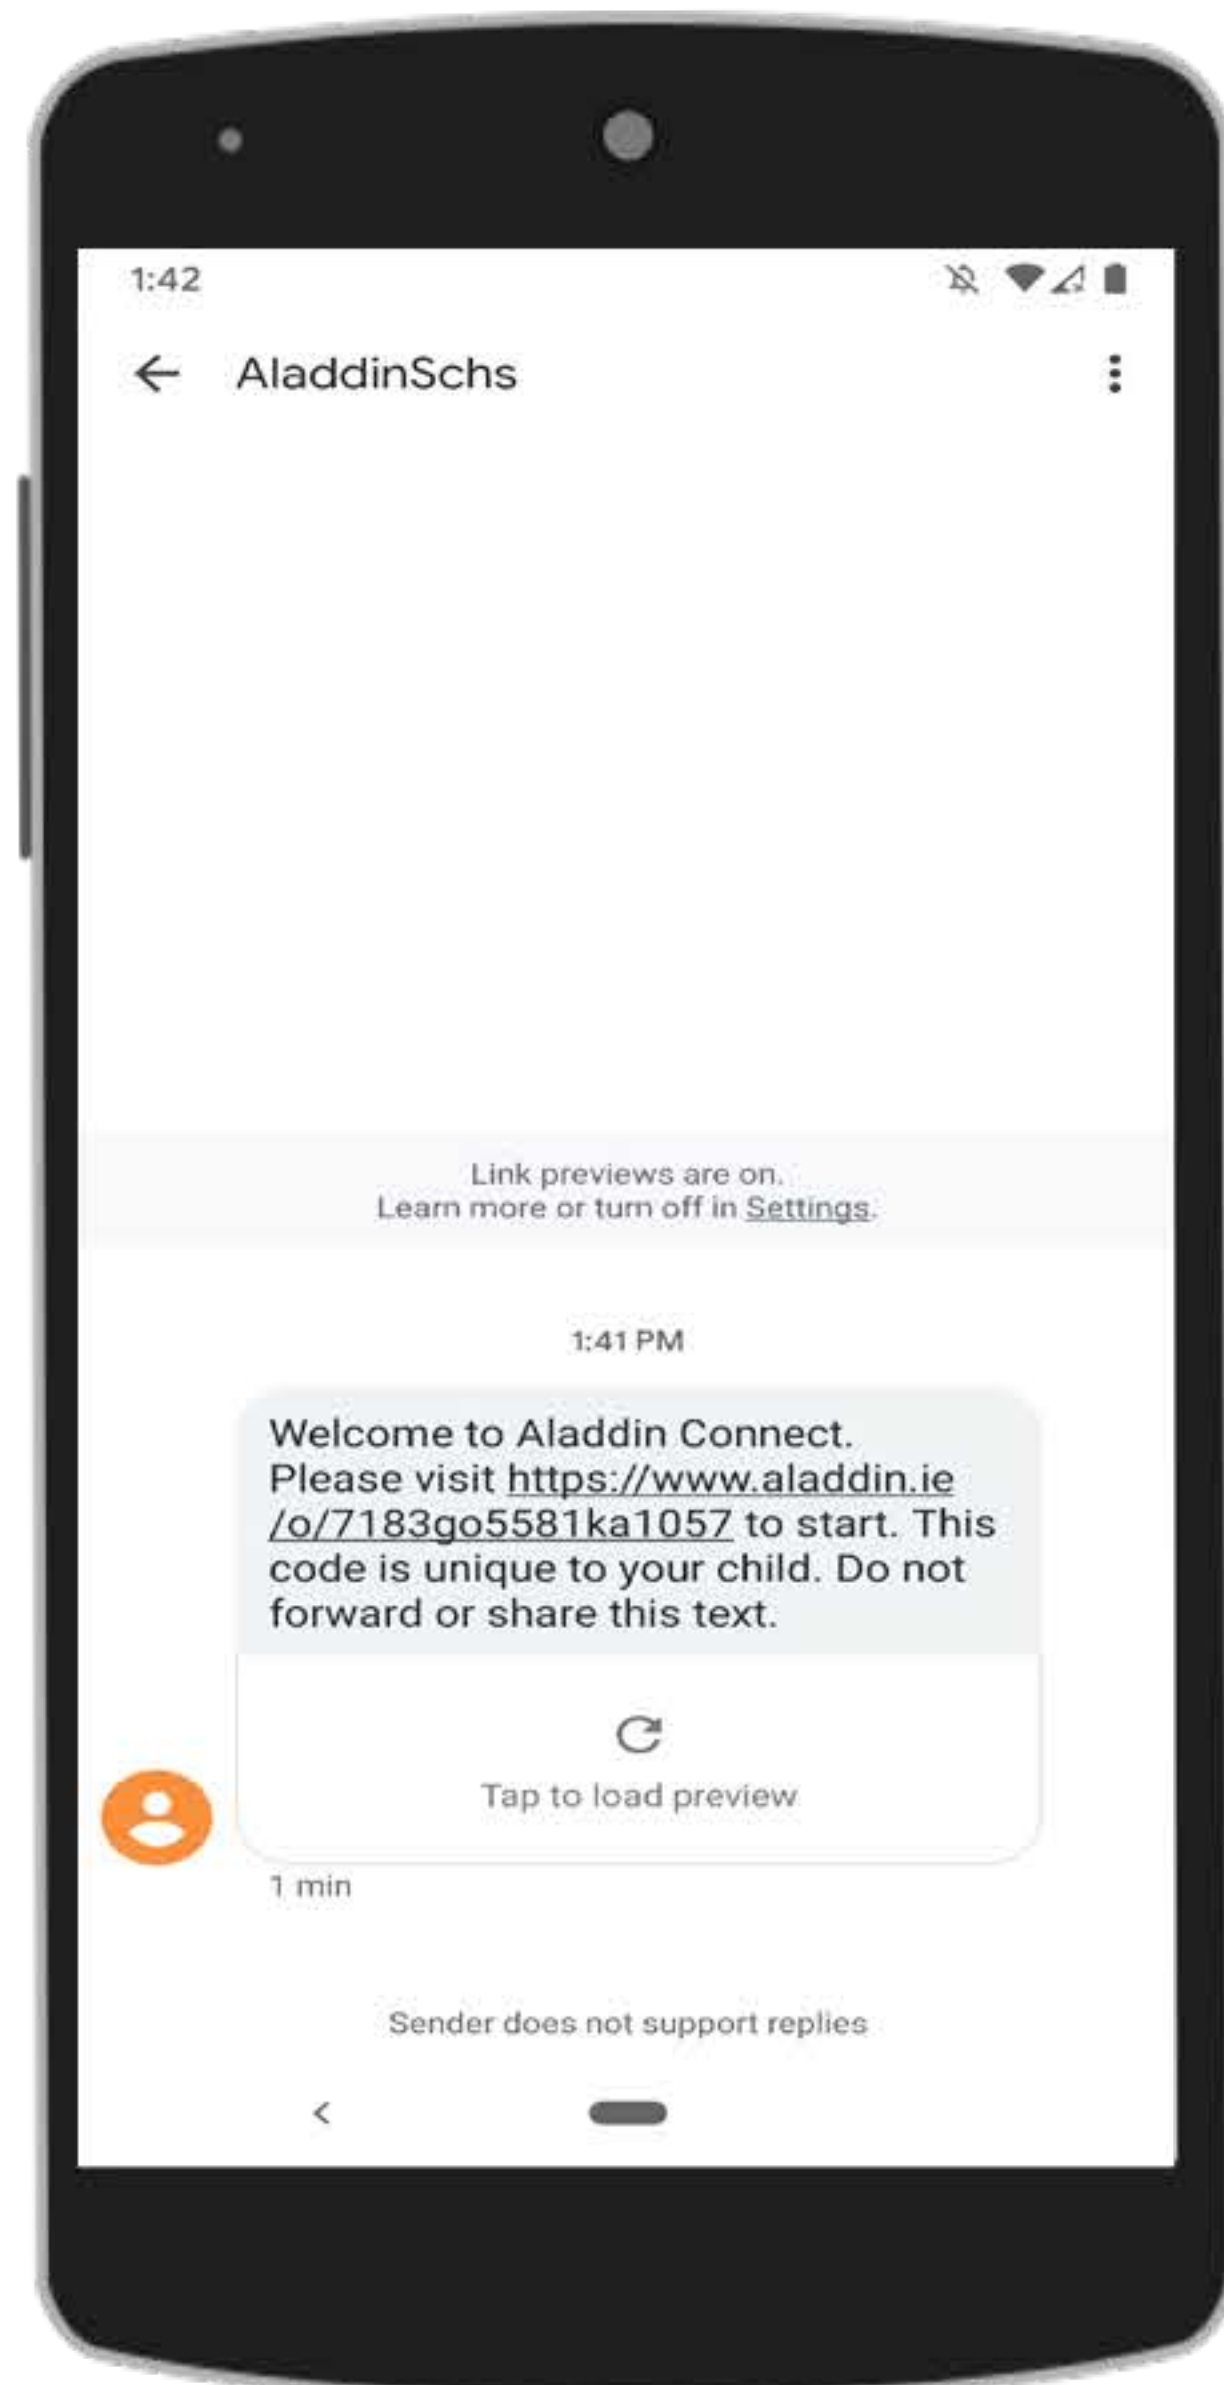 1:42
AladdinSchs
Link previews are on.
Learn more or turn off in Settings.
1:41 PM
Welcome to Aladdin Connect.
Please visit https://www.aladdin.ie
/o/7183go5581ka1057 to start. This
code is unique to your child. Do not
forward or share this text.
Tap to load preview
1 min
Sender does not support replies